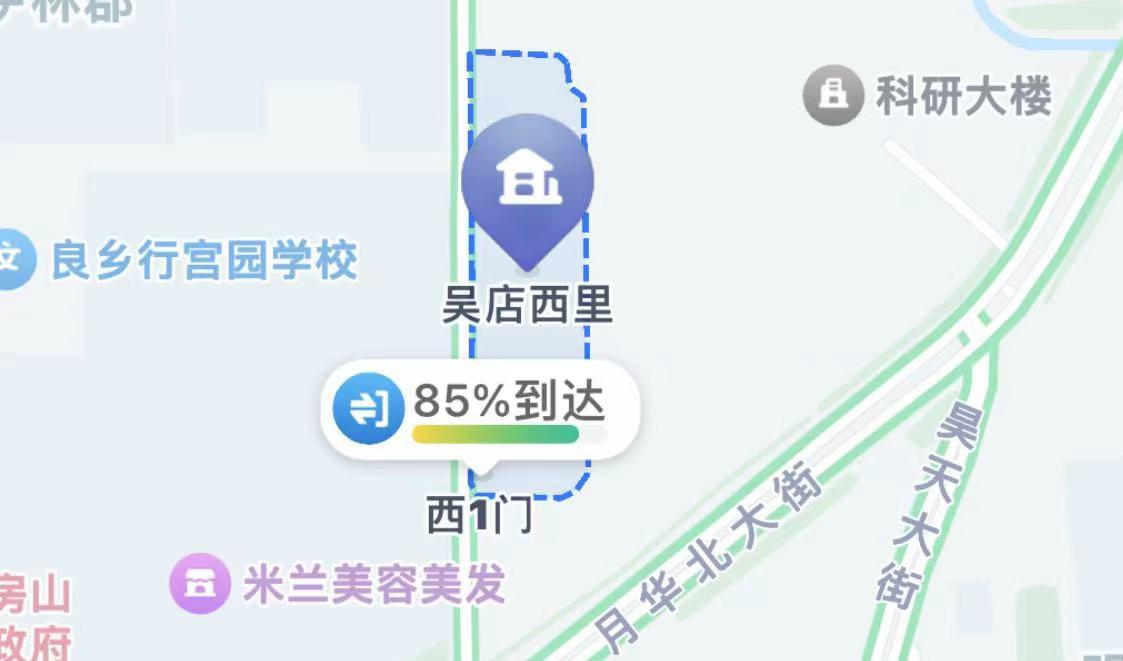 科研大楼
文
良乡行宫园学校
吴店西里
85%到达
西1门
昊天大街
月华北大街
米兰美容美发
房山
政府